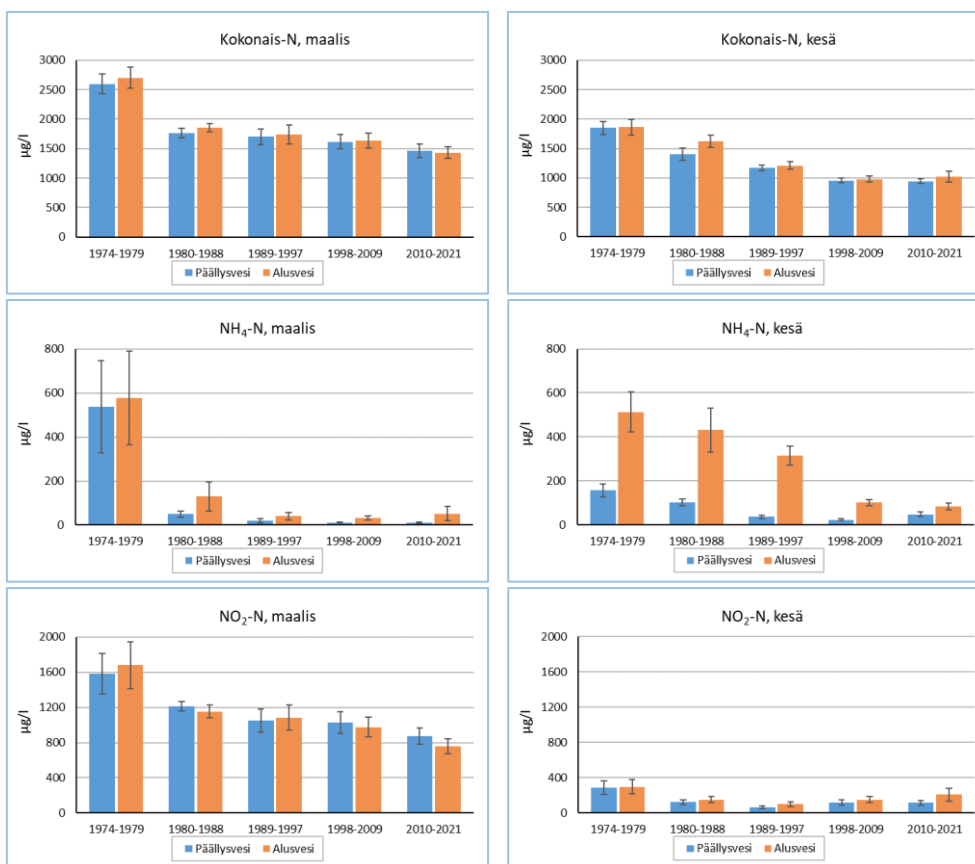 Kokonais-N, maalis
3000
2500
2000
1500
1000
500
0
µg/l
1974-1979 1980-1988 1989-1997 1998-2009 2010-2021
Päällysvesi Alusvesi
Kokonais-N, kesä
3000
2500
2000
1500
1000
500
0
µg/l
1974-1979 1980-1988 1989-1997 1998-2009 2010-2021
Päällysvesi Alusvesi
NH₄-N, maalis
800
600
400
200
0
µg/l
1974-1979 1980-1988 1989-1997 1998-2009 2010-2021
Päällysvesi Alusvesi
NH₄-N, kesä
800
600
400
200
0
µg/l
1974-1979 1980-1988 1989-1997 1998-2009 2010-2021
Päällysvesi Alusvesi
NO₂-N, maalis
2000
1600
1200
800
400
0
µg/l
1974-1979 1980-1988 1989-1997 1998-2009 2010-2021
Päällysvesi Alusvesi
NO₂-N, kesä
2000
1600
1200
800
400
0
µg/l
1974-1979 1980-1988 1989-1997 1998-2009 2010-2021
Päällysvesi Alusvesi